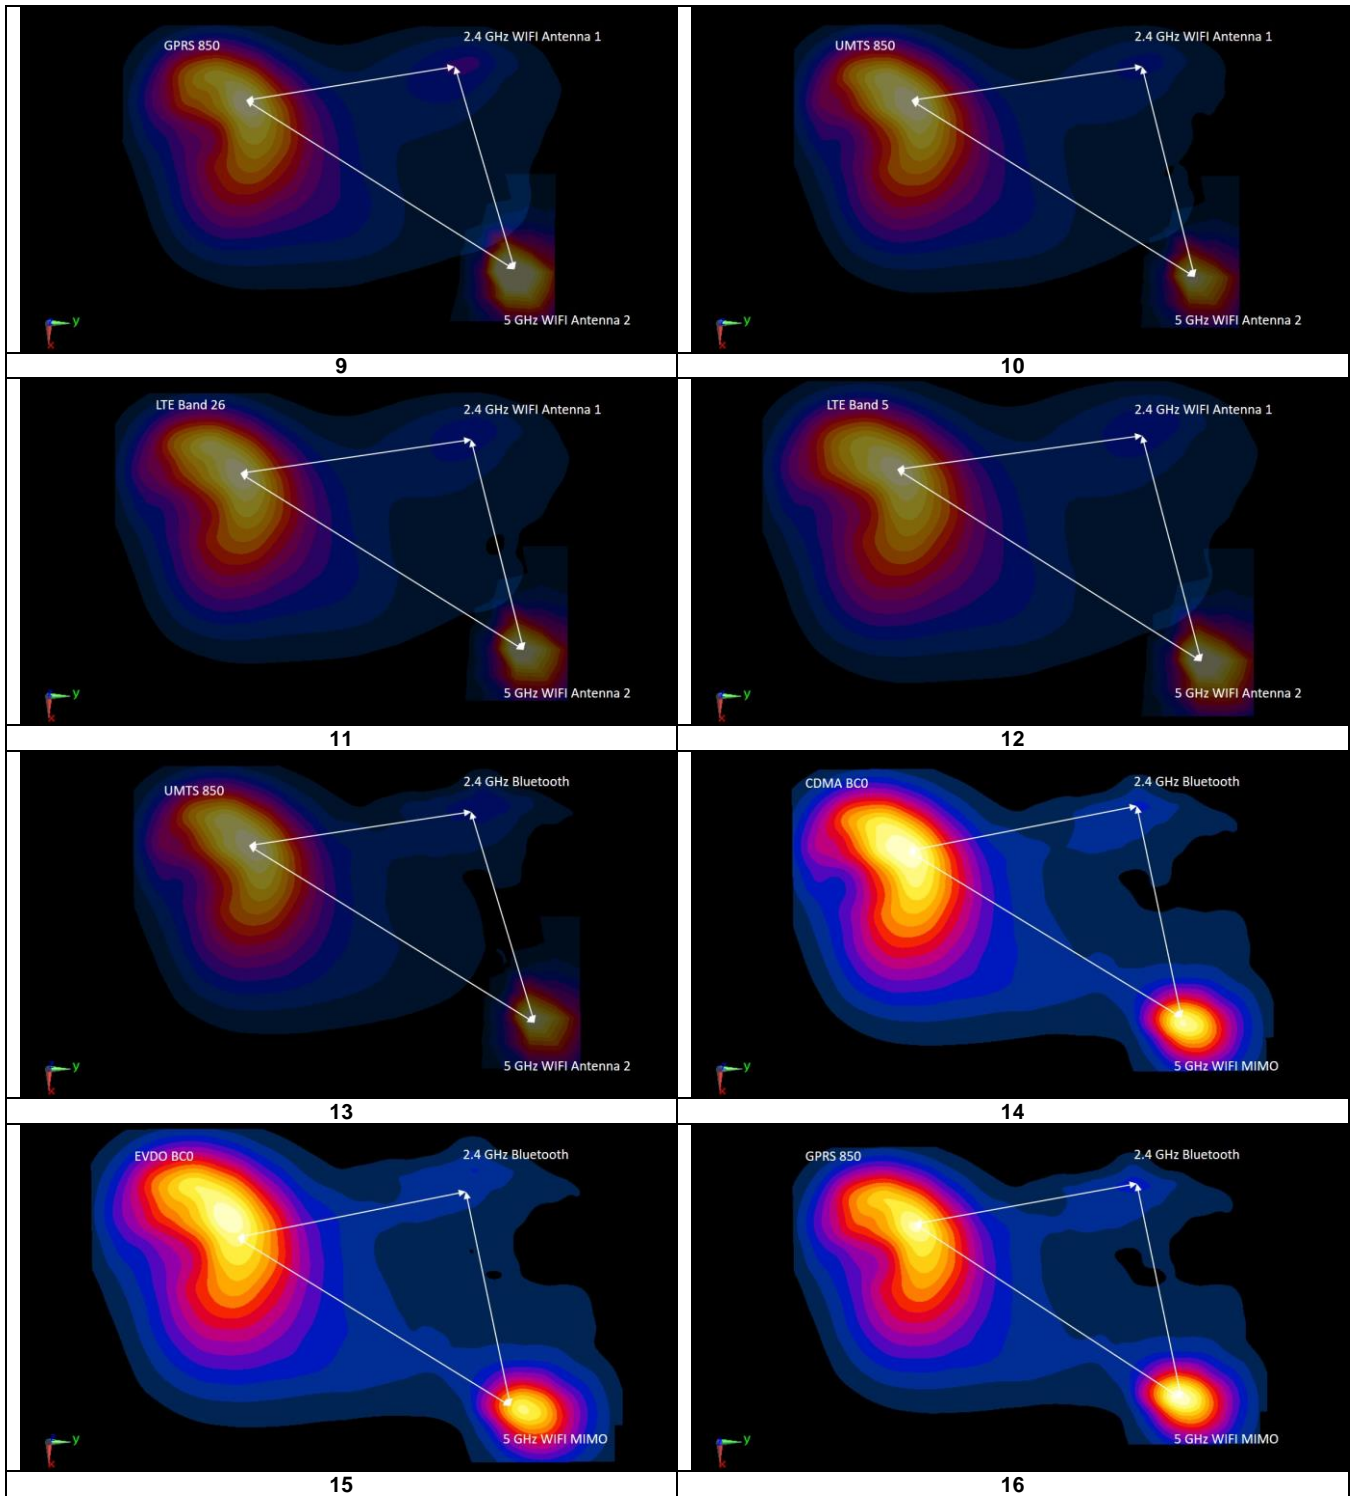 GPRS 850
2.4 GHz WIFI Antenna 1
5 GHz WIFI Antenna 2
y
x
9
UMTS 850
2.4 GHz WIFI Antenna 1
5 GHz WIFI Antenna 2
y
x
10
LTE Band 26
2.4 GHz WIFI Antenna 1
5 GHz WIFI Antenna 2
y
x
11
LTE Band 5
2.4 GHz WIFI Antenna 1
5 GHz WIFI Antenna 2
y
x
12
UMTS 850
2.4 GHz Bluetooth
5 GHz WIFI Antenna 2
y
x
13
CDMA BC0
2.4 GHz Bluetooth
5 GHz WIFI MIMO
y
x
14
EVDO BC0
2.4 GHz Bluetooth
5 GHz WIFI MIMO
y
x
15
GPRS 850
2.4 GHz Bluetooth
5 GHz WIFI MIMO
y
x
16